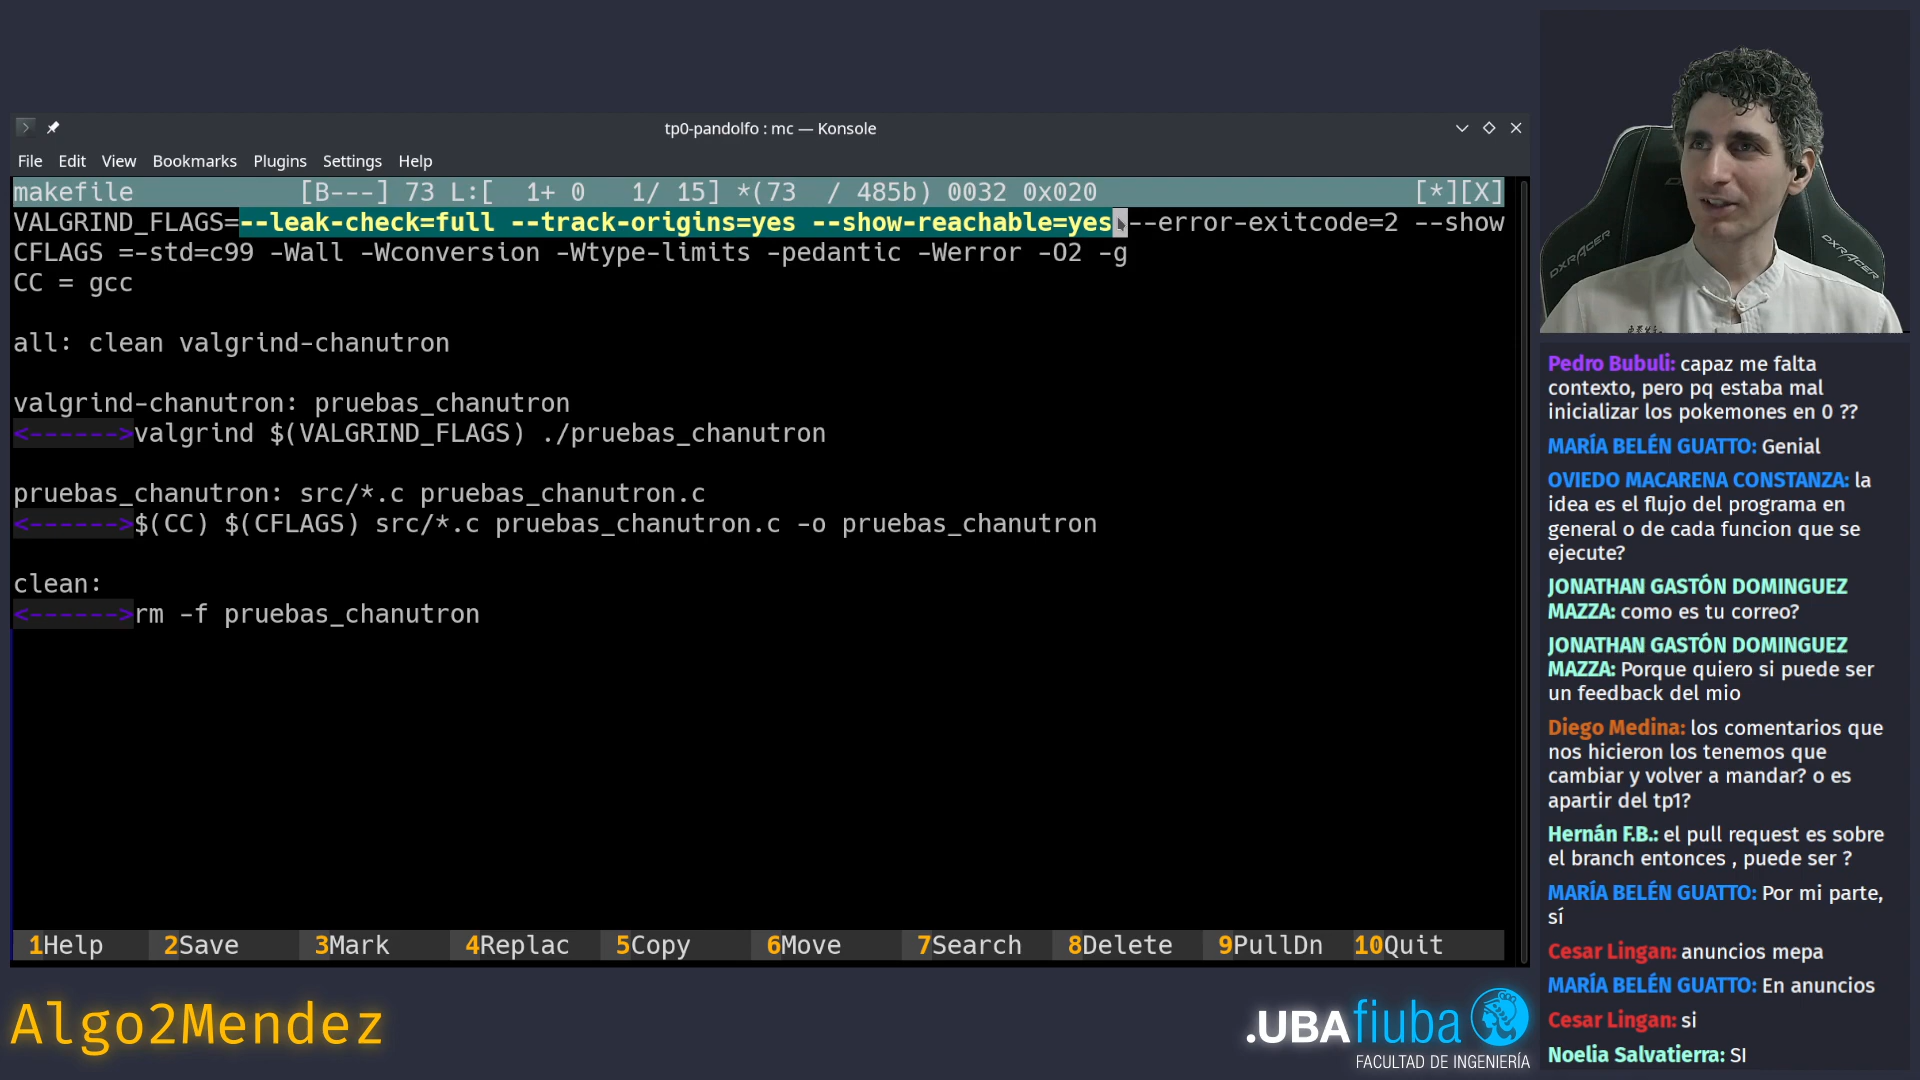 tp0-pandolfo : mc — Konsole
File Edit View Bookmarks Plugins Settings Help
makefile [B---] 73 L:[ 1+ 0 1/ 15] *(73 / 485b) 0032 0x020 [*][X]
VALGRIND_FLAGS=--leak-check=full --track-origins=yes --show-reachable=yes --error-exitcode=2 --show
CFLAGS =-std=c99 -Wall -Wconversion -Wtype-limits -pedantic -Werror -O2 -g
CC = gcc
all: clean valgrind-chanutron
valgrind-chanutron: pruebas_chanutron
<------>valgrind $(VALGRIND_FLAGS) ./pruebas_chanutron
pruebas_chanutron: src/*.c pruebas_chanutron.c
<------>$(CC) $(CFLAGS) src/*.c pruebas_chanutron.c -o pruebas_chanutron
clean:
<------>rm -f pruebas_chanutron
1Help 2Save 3Mark 4Replac 5Copy 6Move 7Search 8Delete 9PullDn 10Quit
Algo2Mendez
.UBAfiuba
FACULTAD DE INGENIERÍA
DXRACER
DXRACER
Pedro Bubuli: capaz me falta
contexto, pero pq estaba mal
inicializar los pokemones en 0 ??
MARÍA BELÉN GUATTO: Genial
OVIEDO MACARENA CONSTANZA: la
idea es el flujo del programa en
general o de cada funcion que se
ejecute?
JONATHAN GASTÓN DOMINGUEZ
MAZZA: como es tu correo?
JONATHAN GASTÓN DOMINGUEZ
MAZZA: Porque quiero si puede ser
un feedback del mio
Diego Medina: los comentarios que
nos hicieron los tenemos que
cambiar y volver a mandar? o es
apartir del tp1?
Hernán F.B.: el pull request es sobre
el branch entonces , puede ser ?
MARÍA BELÉN GUATTO: Por mi parte,
sí
Cesar Lingan: anuncios mepa
MARÍA BELÉN GUATTO: En anuncios
Cesar Lingan: si
Noelia Salvatierra: SI